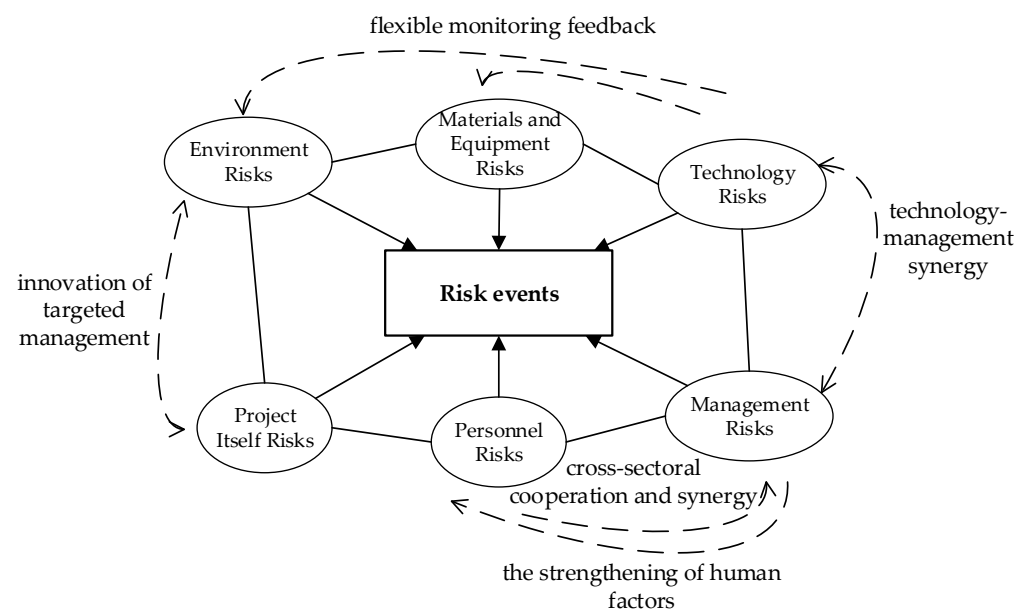 flexible monitoring feedback
Materials and
Equipment
Risks
Environment
Risks
Technology
Risks
technology-
management
synergy
innovation of
targeted
management
Risk events
Project
Itself Risks
Personnel
Risks
Management
Risks
cross-sectoral
cooperation and synergy
the strengthening of human
factors